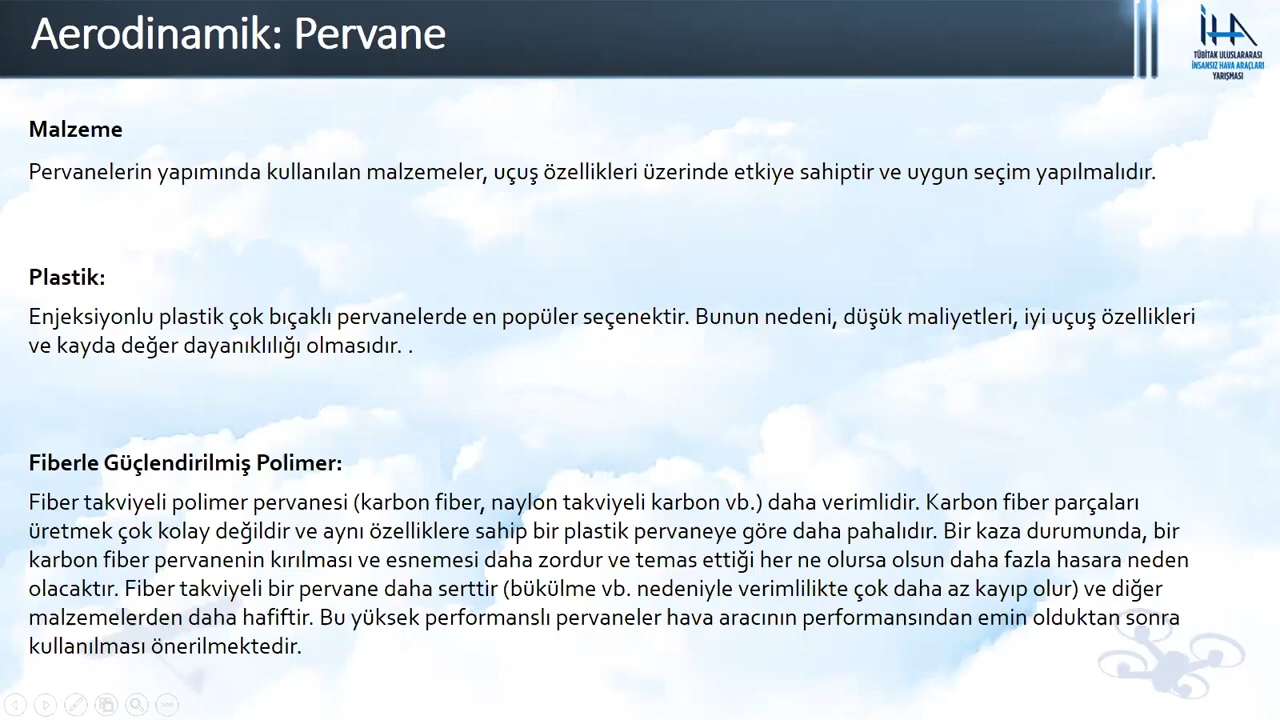 Aerodinamik: Pervane
İHA
TÜBİTAK ULUSLARARASI
İNSANSIZ HAVA ARAÇLARI
YARIŞMASI
Malzeme
Pervanelerin yapımında kullanılan malzemeler, uçuş özellikleri üzerinde etkiye sahiptir ve uygun seçim yapılmalıdır.
Plastik:
Enjeksiyonlu plastik çok bıçaklı pervanelerde en popüler seçenektir. Bunun nedeni, düşük maliyetleri, iyi uçuş özellikleri
ve kayda değer dayanıklılığı olmasıdır. .
Fiberle Güçlendirilmiş Polimer:
Fiber takviyeli polimer pervanesi (karbon fiber, naylon takviyeli karbon vb.) daha verimlidir. Karbon fiber parçaları
üretmek çok kolay değildir ve aynı özelliklere sahip bir plastik pervaneye göre daha pahalıdır. Bir kaza durumunda, bir
karbon fiber pervanenin kırılması ve esnemesi daha zordur ve temas ettiği her ne olursa olsun daha fazla hasara neden
olacaktır. Fiber takviyeli bir pervane daha serttir (bükülme vb. nedeniyle verimlilikte çok daha az kayıp olur) ve diğer
malzemelerden daha hafiftir. Bu yüksek performanslı pervaneler hava aracının performansından emin olduktan sonra
kullanılması önerilmektedir.